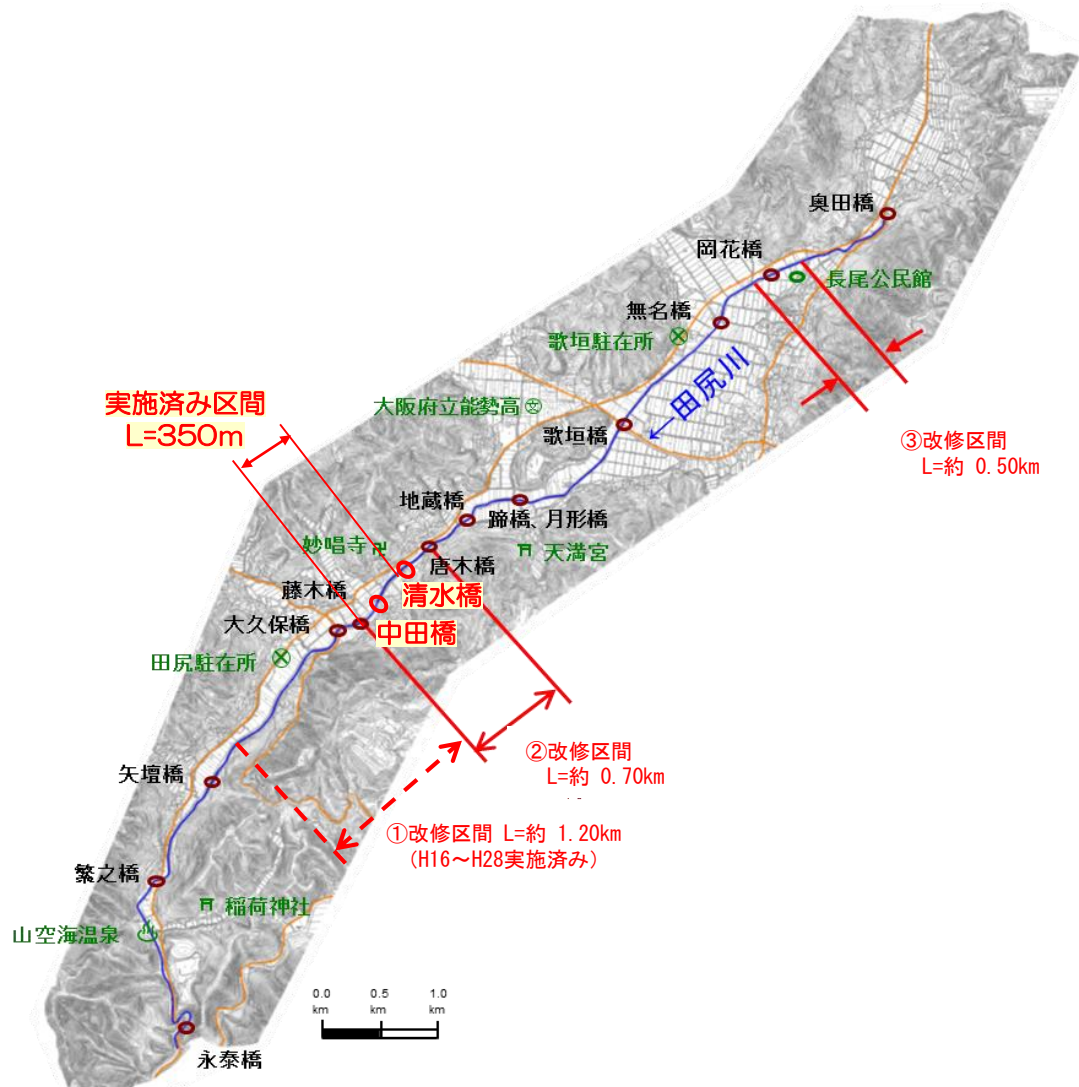 奥田橋
岡花橋
長尾公民館
無名橋
歌垣駐在所
←田尻川
実施済み区間
L=350m
大阪府立能勢高
文
歌垣橋
③改修区間
L=約 0.50km
地蔵橋
蹄橋、月形橋
妙唱寺
卍
天満宮
唐木橋
藤木橋
清水橋
大久保橋
中田橋
田尻駐在所
②改修区間
L=約 0.70km
矢壇橋
①改修区間 L=約 1.20km
(H16~H28実施済み)
繁之橋
稲荷神社
山空海温泉
0.0 0.5 1.0
km km km
永泰橋